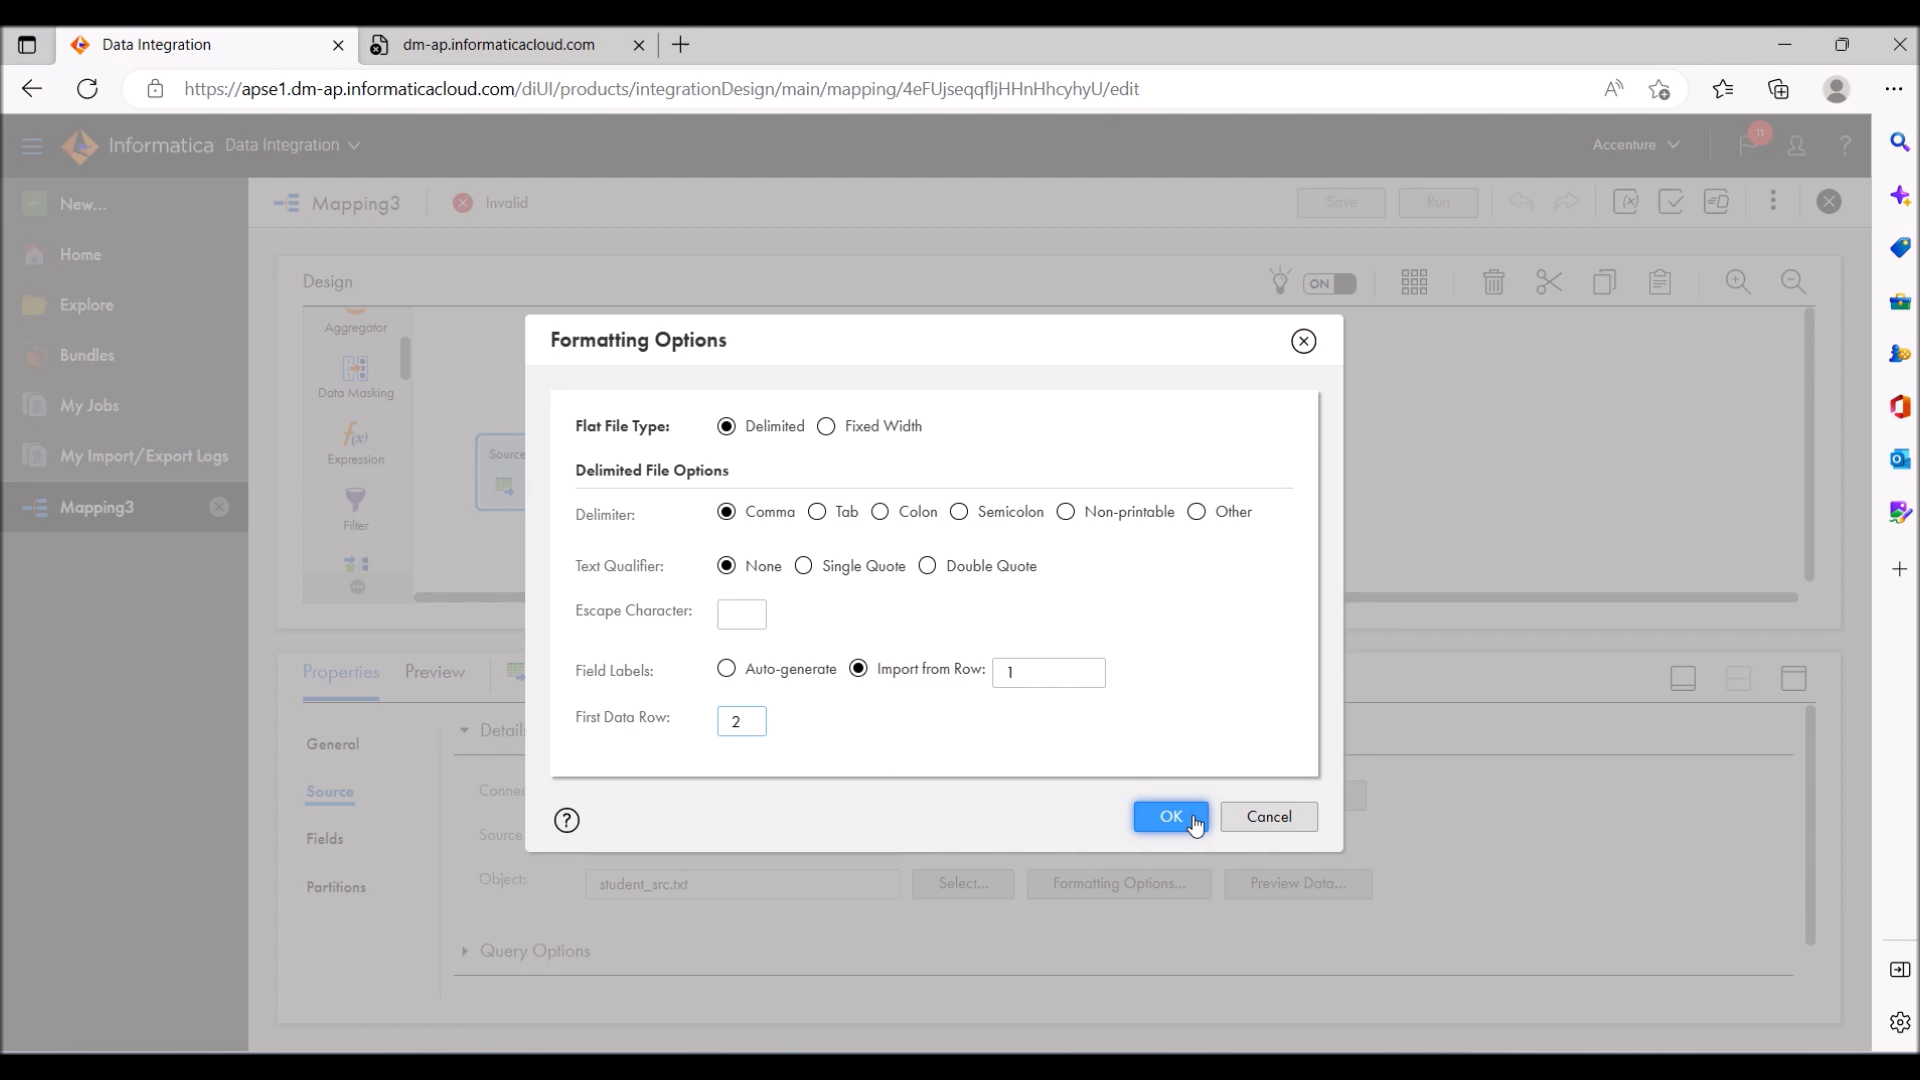 Data Integration
dm-ap.informaticacloud.com
https://apse1.dm-ap.informaticacloud.com/diUI/products/integrationDesign/main/mapping/4eFUjseqqfljHHnHhcyhyU/edit
Informatica Data Integration
Accenture
11
?
New...
Home
Explore
Bundles
My Jobs
My Import/Export Logs
Mapping3
Mapping3
Invalid
Save
Run
Design
ON
Aggregator
Data Masking
Expression
Filter
Source
Formatting Options
Flat File Type: Delimited Fixed Width
Delimited File Options
Delimiter: Comma Tab Colon Semicolon Non-printable Other
Text Qualifier: None Single Quote Double Quote
Escape Character:
Field Labels: Auto-generate Import from Row: 1
First Data Row: 2
? OK Cancel
Properties Preview
General
Source
Fields
Partitions
Source
Object: student_src.txt Select... Formatting Options... Preview Data...
Query Options